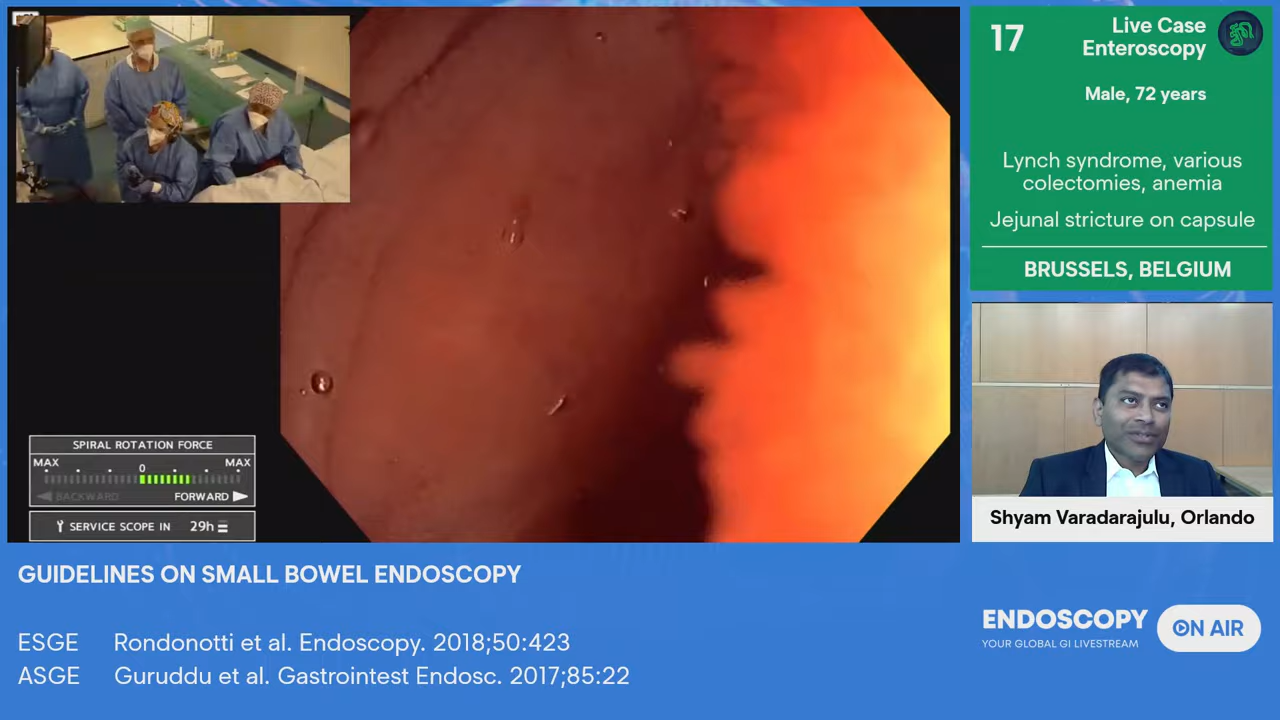 SPIRAL ROTATION FORCE
MAX 0 MAX
BACKWARD FORWARD
SERVICE SCOPE IN 29h
17
Live Case
Enteroscopy
Male, 72 years
Lynch syndrome, various
colectomies, anemia
Jejunal stricture on capsule
BRUSSELS, BELGIUM
Shyam Varadarajulu, Orlando
GUIDELINES ON SMALL BOWEL ENDOSCOPY
ESGE Rondonotti et al. Endoscopy. 2018;50:423
ASGE Guruddu et al. Gastrointest Endosc. 2017;85:22
ENDOSCOPY
ON AIR
YOUR GLOBAL GI LIVESTREAM